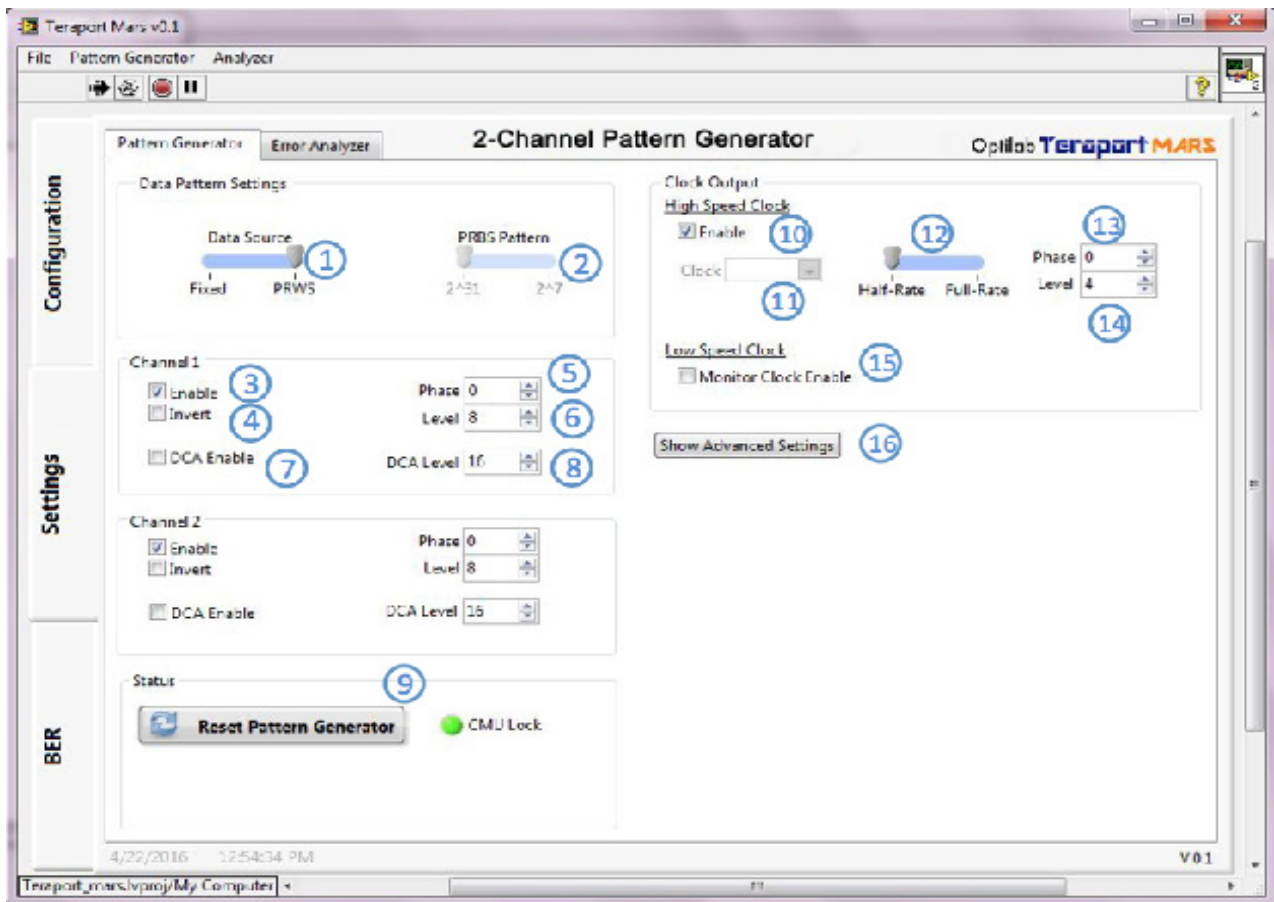 Teraport Mars v0.1
File Pattern Generator Analyzer
Configuration
Settings
BER
Pattern Generator Error Analyzer
2-Channel Pattern Generator
Optilab Teraport MARS
Data Pattern Settings
Data Source
1
Fixed PRWS
PRBS Pattern
2
2^31 2^7
Channel 1
Enable 3
Invert 4
Phase 0 5
Level 8 6
DCA Enable 7
DCA Level 16 8
Channel 2
Enable
Invert
Phase 0
Level 8
DCA Enable
DCA Level 16
Status
9
Reset Pattern Generator
CMU Lock
Clock Output
High Speed Clock
Enable 10
Clock
11
12
Half-Rate Full-Rate
13
Phase 0
Level 4
14
Low Speed Clock
Monitor Clock Enable 15
Show Advanced Settings 16
4/22/2016 12:54:34 PM
V 0.1
Teraport_mars.lvproj/My Computer